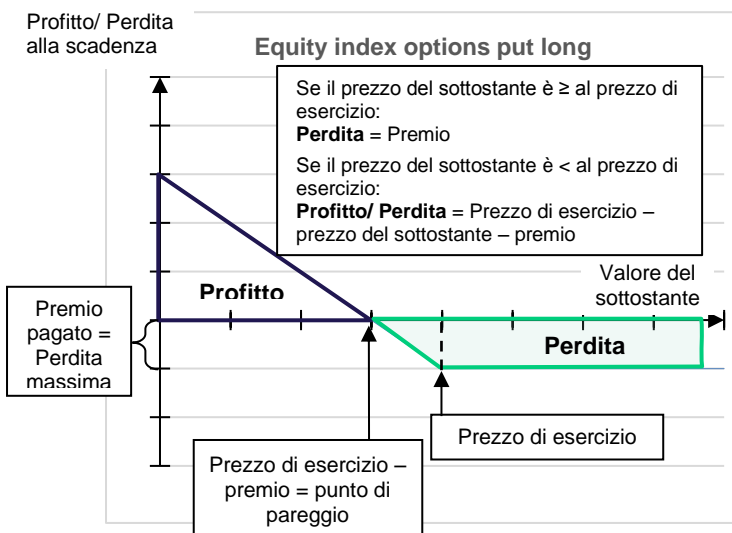 Profitto/ Perdita
alla scadenza
Equity index options put long
Se il prezzo del sottostante è ≥ al prezzo di
esercizio:
Perdita = Premio
Se il prezzo del sottostante è < al prezzo di
esercizio:
Profitto/ Perdita = Prezzo di esercizio –
prezzo del sottostante – premio
Profitto
Valore del
sottostante
Premio
pagato =
Perdita
massima
Perdita
Prezzo di esercizio
Prezzo di esercizio –
premio = punto di
pareggio